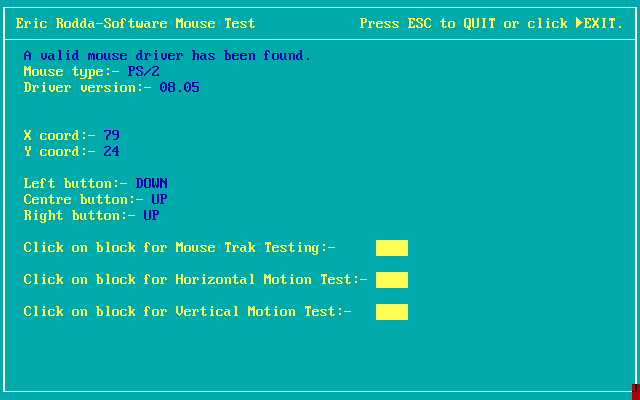 Eric Rodda-Software Mouse Test Press ESC to QUIT or click ►EXIT.
A valid mouse driver has been found.
Mouse type:- PS/2
Driver version:- 08.05
X coord:- 79
Y coord:- 24
Left button:- DOWN
Centre button:- UP
Right button:- UP
Click on block for Mouse Trak Testing:-
Click on block for Horizontal Motion Test:-
Click on block for Vertical Motion Test:-